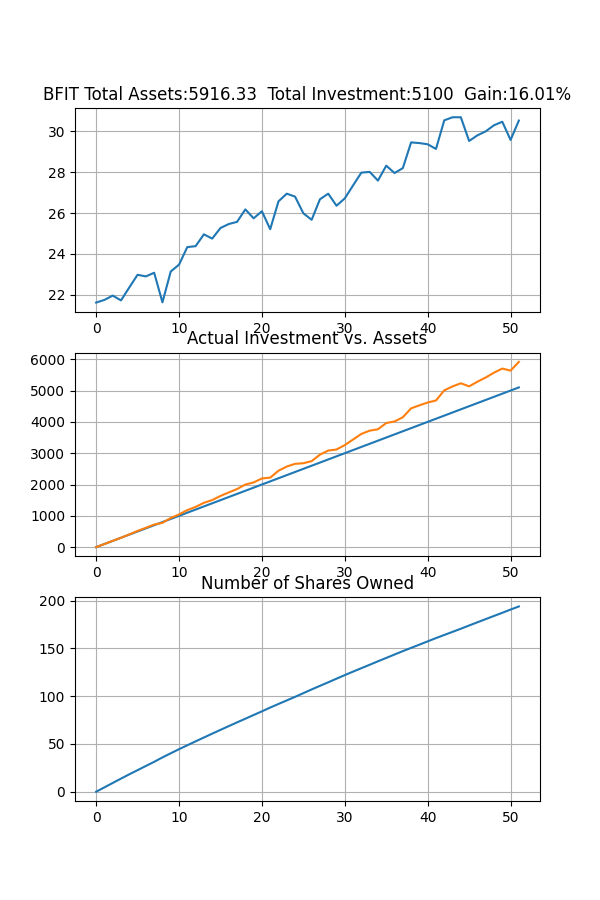 BFIT Total Assets:5916.33  Total Investment:5100  Gain:16.01%
30
28
26
24
22
0 10 20 30 40 50
Actual Investment vs. Assets
6000
5000
4000
3000
2000
1000
0
0 10 20 30 40 50
Number of Shares Owned
200
150
100
50
0
0 10 20 30 40 50